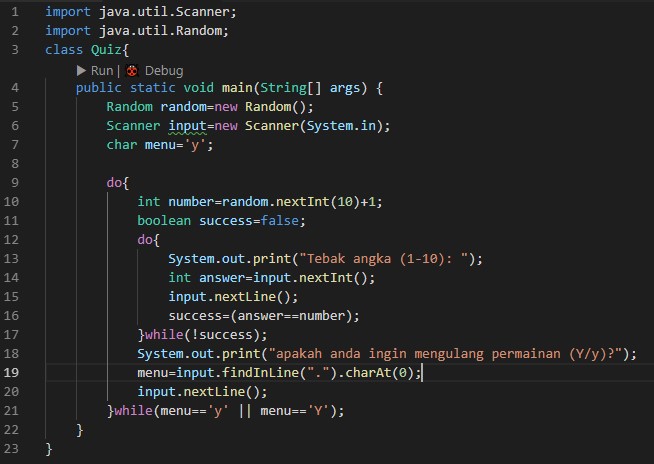 1 import java.util.Scanner;
2 import java.util.Random;
3 class Quiz{
Run | Debug
4 public static void main(String[] args) {
5 Random random=new Random();
6 Scanner input=new Scanner(System.in);
7 char menu='y';
8
9 do{
10 int number=random.nextInt(10)+1;
11 boolean success=false;
12 do{
13 System.out.print("Tebak angka (1-10): ");
14 int answer=input.nextInt();
15 input.nextLine();
16 success=(answer==number);
17 }while(!success);
18 System.out.print("apakah anda ingin mengulang permainan (Y/y)?");
19 menu=input.findInLine(".").charAt(0);
20 input.nextLine();
21 }while(menu=='y' || menu=='Y');
22 }
23 }